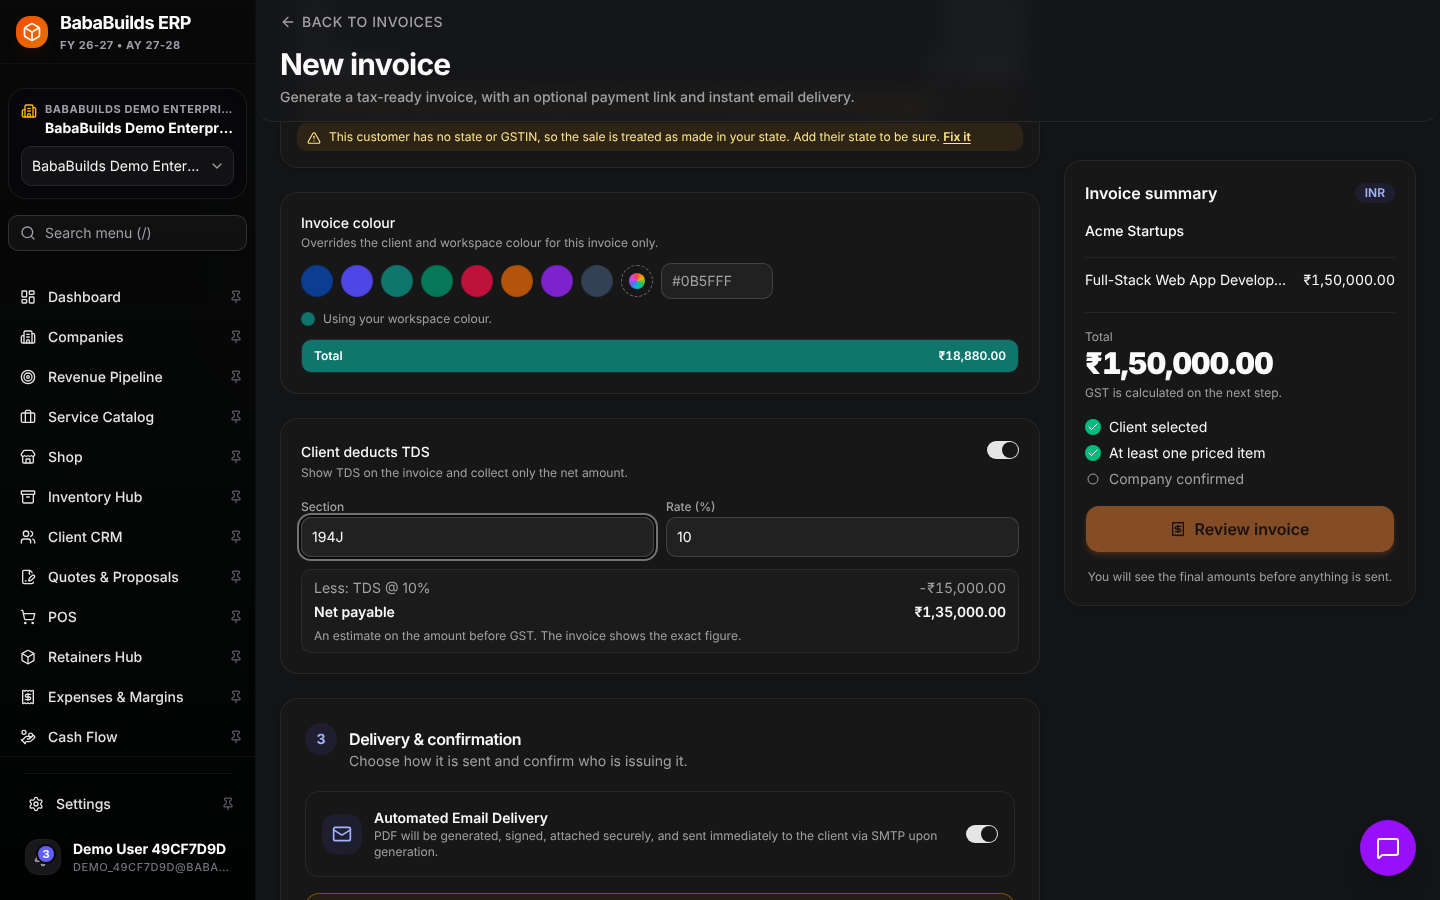 BabaBuilds ERP
FY 26-27 • AY 27-28
BABABUILDS DEMO ENTERPRI...
BabaBuilds Demo Enterpr...
BabaBuilds Demo Enter...
Search menu (/)
Dashboard
Companies
Revenue Pipeline
Service Catalog
Shop
Inventory Hub
Client CRM
Quotes & Proposals
POS
Retainers Hub
Expenses & Margins
Cash Flow
Settings
3
Demo User 49CF7D9D
DEMO_49CF7D9D@BABA...
BACK TO INVOICES
New invoice
Generate a tax-ready invoice, with an optional payment link and instant email delivery.
This customer has no state or GSTIN, so the sale is treated as made in your state. Add their state to be sure. Fix it
Invoice colour
Overrides the client and workspace colour for this invoice only.
#0B5FFF
Using your workspace colour.
Total ₹18,880.00
Client deducts TDS
Show TDS on the invoice and collect only the net amount.
Section Rate (%)
194J 10
Less: TDS @ 10% -₹15,000.00
Net payable ₹1,35,000.00
An estimate on the amount before GST. The invoice shows the exact figure.
3 Delivery & confirmation
Choose how it is sent and confirm who is issuing it.
Automated Email Delivery
PDF will be generated, signed, attached securely, and sent immediately to the client via SMTP upon
generation.
Invoice summary INR
Acme Startups
Full-Stack Web App Develop... ₹1,50,000.00
Total
₹1,50,000.00
GST is calculated on the next step.
Client selected
At least one priced item
Company confirmed
Review invoice
You will see the final amounts before anything is sent.